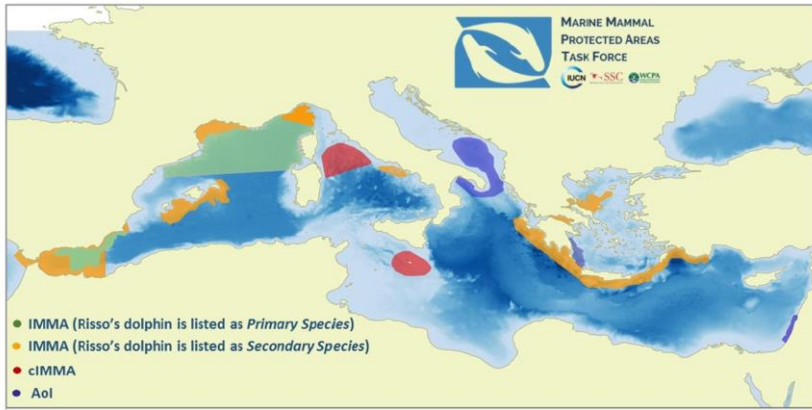 MARINE MAMMAL
PROTECTED AREAS
TASK FORCE
IUCN SSC WCPA
IMMA (Risso's dolphin is listed as Primary Species)
IMMA (Risso's dolphin is listed as Secondary Species)
cIMMA
AoI